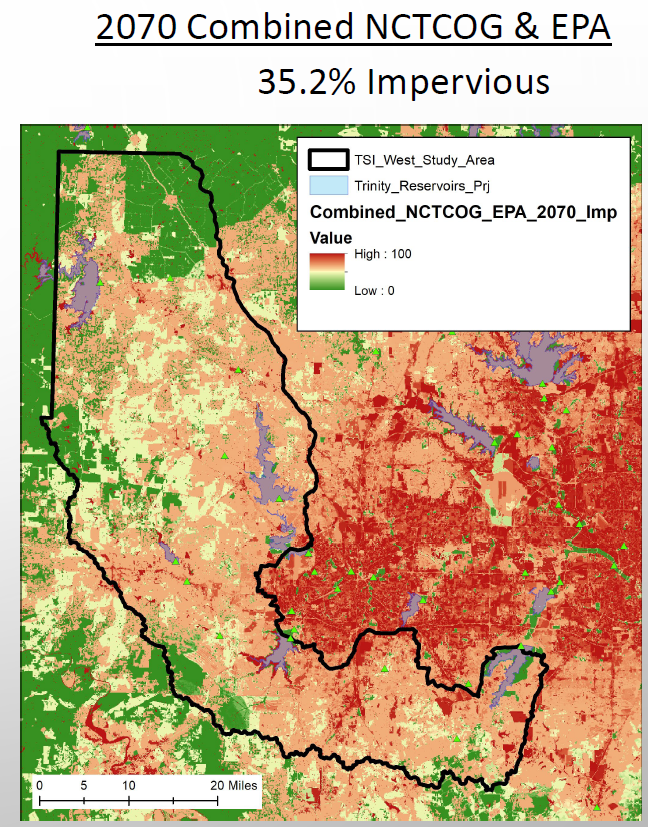 2070 Combined NCTCOG & EPA
35.2% Impervious
TSI_West_Study_Area
Trinity_Reservoirs_Prj
Combined_NCTCOG_EPA_2070_Imp
Value
High : 100
Low : 0
0 5 10 20 Miles